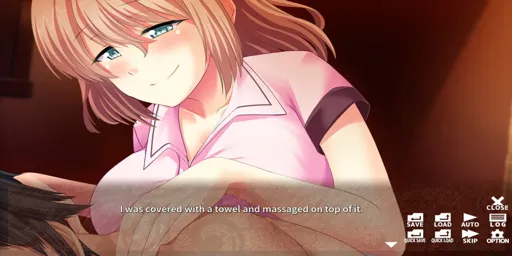 I was covered with a towel and massaged on top of it.
CLOSE
SAVE
LOAD
AUTO
LOG
QUICK SAVE
QUICK LOAD
SKIP
OPTION